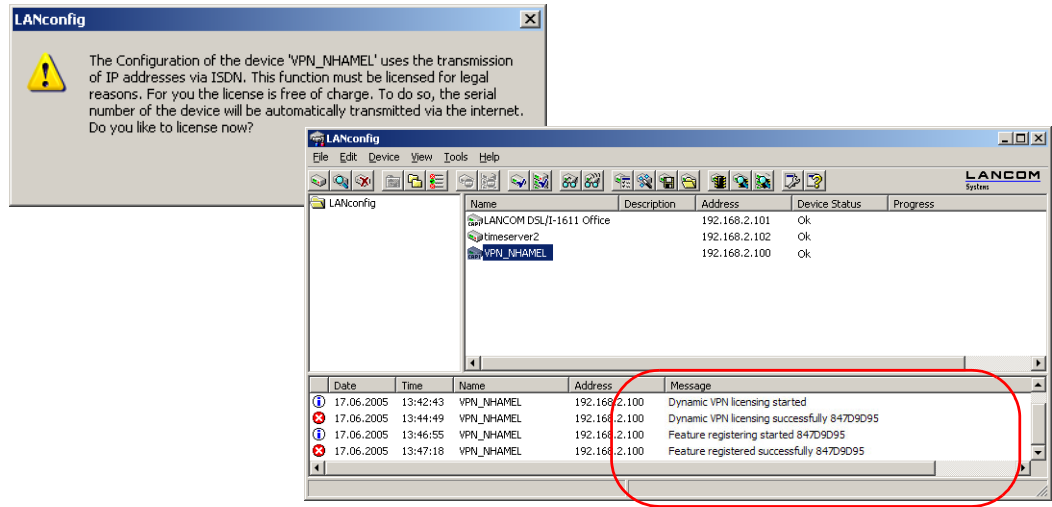 LANconfig
The Configuration of the device 'VPN_NHAMEL' uses the transmission
of IP addresses via ISDN. This function must be licensed for legal
reasons. For you the license is free of charge. To do so, the serial
number of the device will be automatically transmitted via the internet.
Do you like to license now?
LANconfig
File Edit Device View Tools Help
LANCOM
Systems
LANconfig
Name Description Address Device Status Progress
LANCOM DSL/I-1611 Office 192.168.2.101 Ok
timeserver2 192.168.2.102 Ok
VPN_NHAMEL 192.168.2.100 Ok
Date Time Name Address Message
17.06.2005 13:42:43 VPN_NHAMEL 192.168.2.100 Dynamic VPN licensing started
17.06.2005 13:44:49 VPN_NHAMEL 192.168.2.100 Dynamic VPN licensing successfully 847D9D95
17.06.2005 13:46:55 VPN_NHAMEL 192.168.2.100 Feature registering started 847D9D95
17.06.2005 13:47:18 VPN_NHAMEL 192.168.2.100 Feature registered successfully 847D9D95